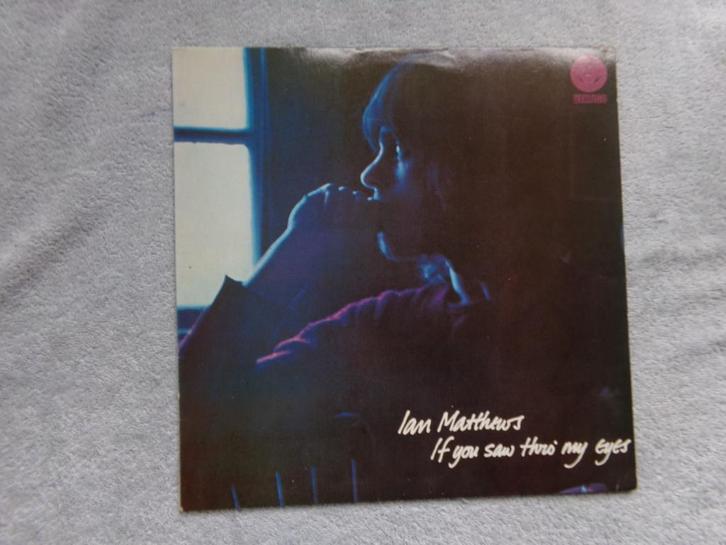 Ian Matthews
If you saw thro' my eyes